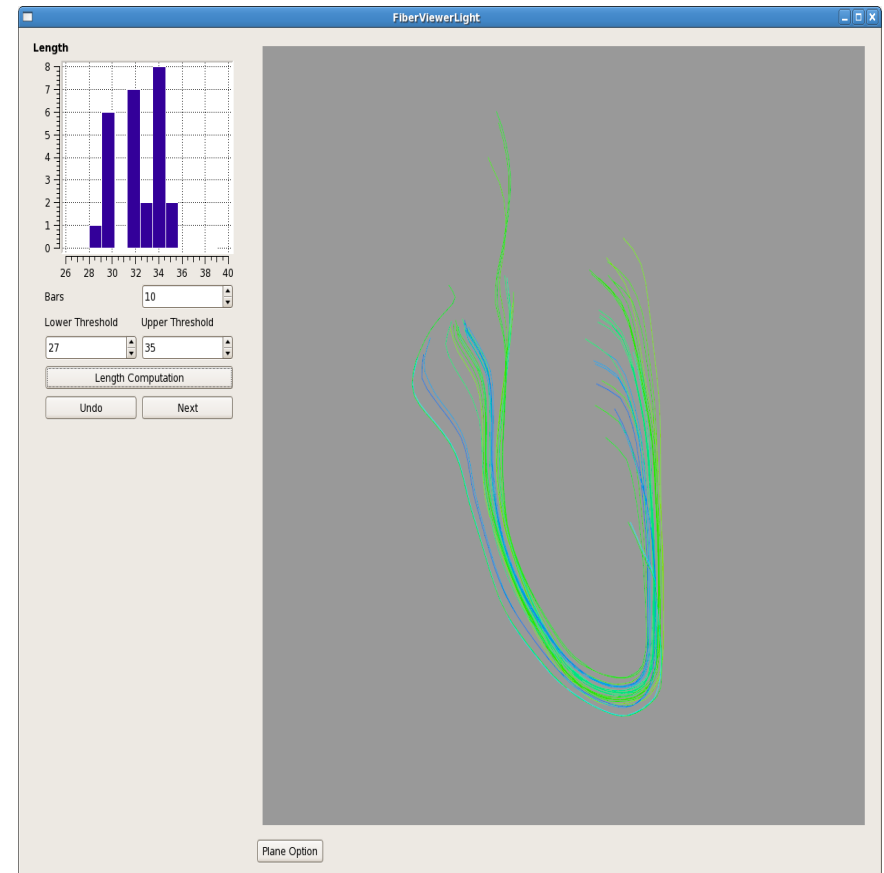 FiberViewerLight
Length
8
7
6
5
4
3
2
1
0
26 28 30 32 34 36 38 40
Bars 10
Lower Threshold Upper Threshold
27 35
Length Computation
Undo Next
Plane Option